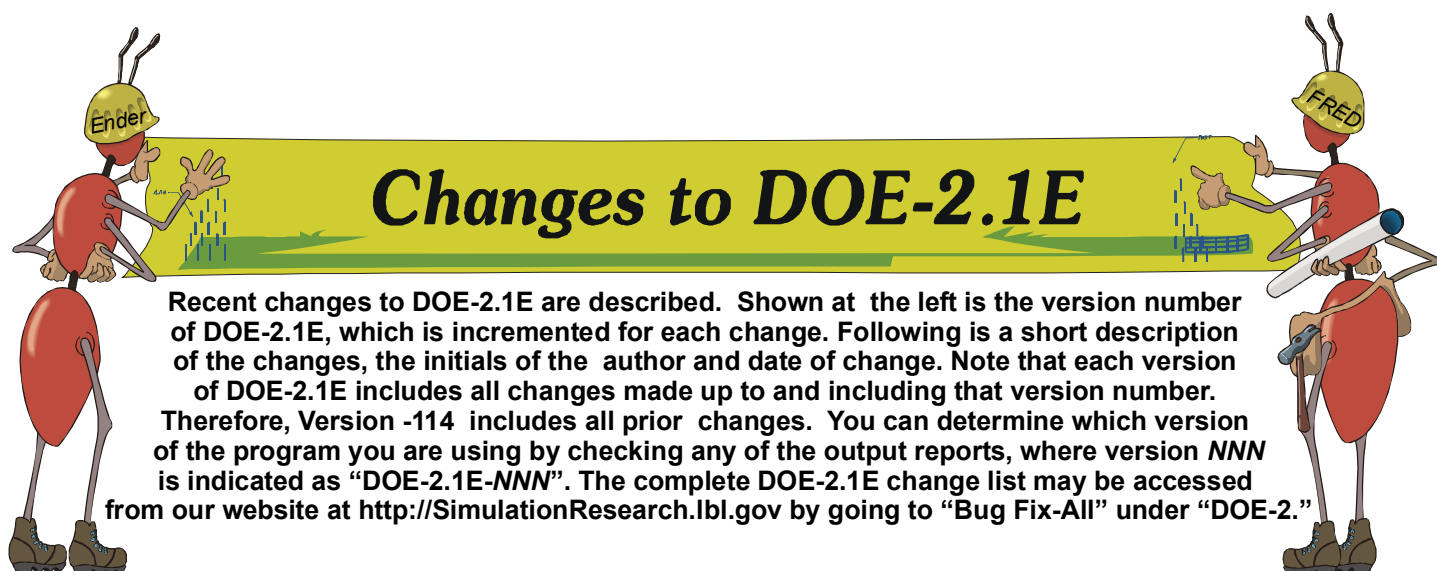 Ender
FRED
Changes to DOE-2.1E
Recent changes to DOE-2.1E are described. Shown at the left is the version number
of DOE-2.1E, which is incremented for each change. Following is a short description
of the changes, the initials of the author and date of change. Note that each version
of DOE-2.1E includes all changes made up to and including that version number.
Therefore, Version -114 includes all prior changes. You can determine which version
of the program you are using by checking any of the output reports, where version NNN
is indicated as “DOE-2.1E-NNN”. The complete DOE-2.1E change list may be accessed
from our website at http://SimulationResearch.lbl.gov by going to “Bug Fix-All” under “DOE-2.”